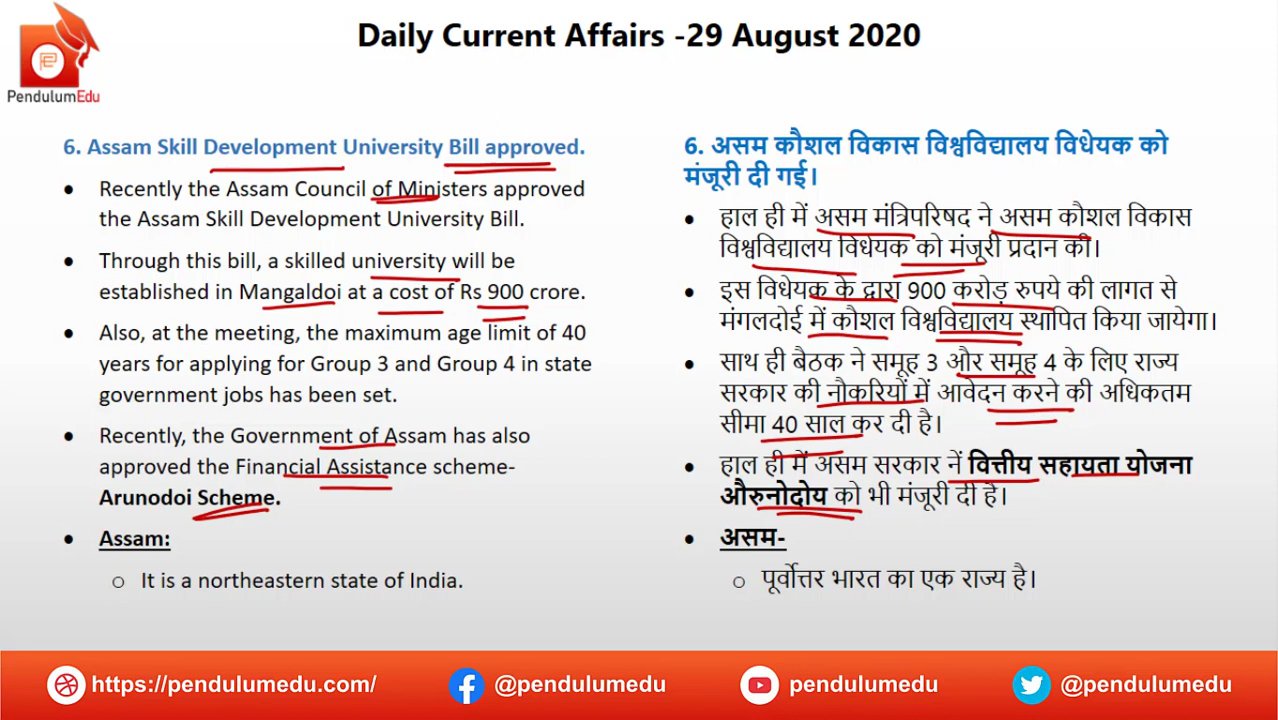 Daily Current Affairs -29 August 2020
PendulumEdu
6. Assam Skill Development University Bill approved.
• Recently the Assam Council of Ministers approved
the Assam Skill Development University Bill.
• Through this bill, a skilled university will be
established in Mangaldoi at a cost of Rs 900 crore.
• Also, at the meeting, the maximum age limit of 40
years for applying for Group 3 and Group 4 in state
government jobs has been set.
• Recently, the Government of Assam has also
approved the Financial Assistance scheme-
Arunodoi Scheme.
• Assam:
o It is a northeastern state of India.
6. असम कौशल विकास विश्वविद्यालय विधेयक को
मंजूरी दी गई।
• हाल ही में असम मंत्रिपरिषद ने असम कौशल विकास
विश्वविद्यालय विधेयक को मंजूरी प्रदान की।
• इस विधेयक के द्वारा 900 करोड़ रुपये की लागत से
मंगलदोई में कौशल विश्वविद्यालय स्थापित किया जायेगा।
• साथ ही बैठक ने समूह 3 और समूह 4 के लिए राज्य
सरकार की नौकरियों में आवेदन करने की अधिकतम
सीमा 40 साल कर दी है।
• हाल ही में असम सरकार नें वित्तीय सहायता योजना
औरुनोदोय को भी मंजूरी दी है।
• असम-
o पूर्वोत्तर भारत का एक राज्य है।
https://pendulumedu.com/
@pendulumedu
pendulumedu
@pendulumedu